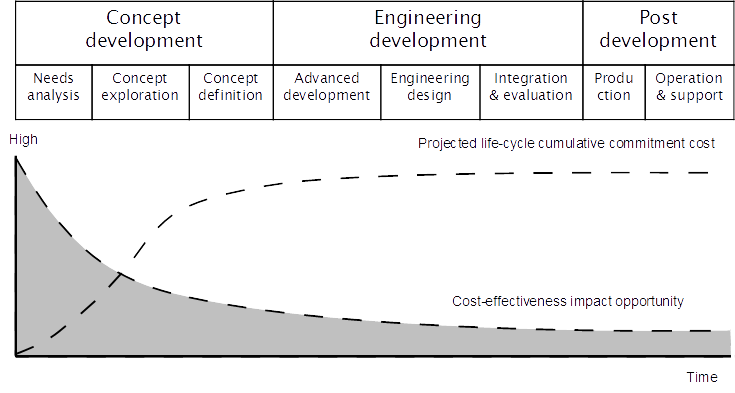 Concept
development
Engineering
development
Post
development
Needs
analysis
Concept
exploration
Concept
definition
Advanced
development
Engineering
design
Integration
& evaluation
Produ
ction
Operation
& support
High
Projected life-cycle cumulative commitment cost
Cost-effectiveness impact opportunity
Time